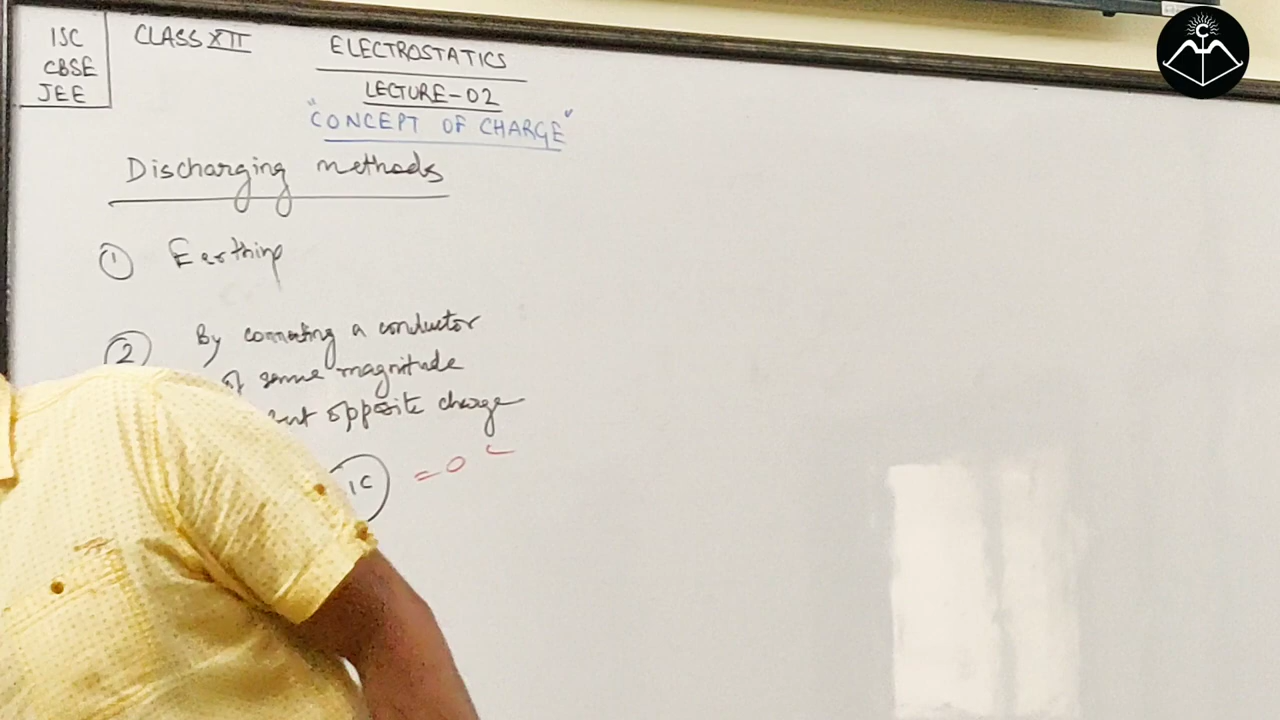 ISC
CBSE
JEE
CLASS XII
ELECTROSTATICS
LECTURE-02
"CONCEPT OF CHARGE"
Discharging methods
① Earthing
② By connecting a conductor
of same magnitude
opposite charge
1C = 0 C